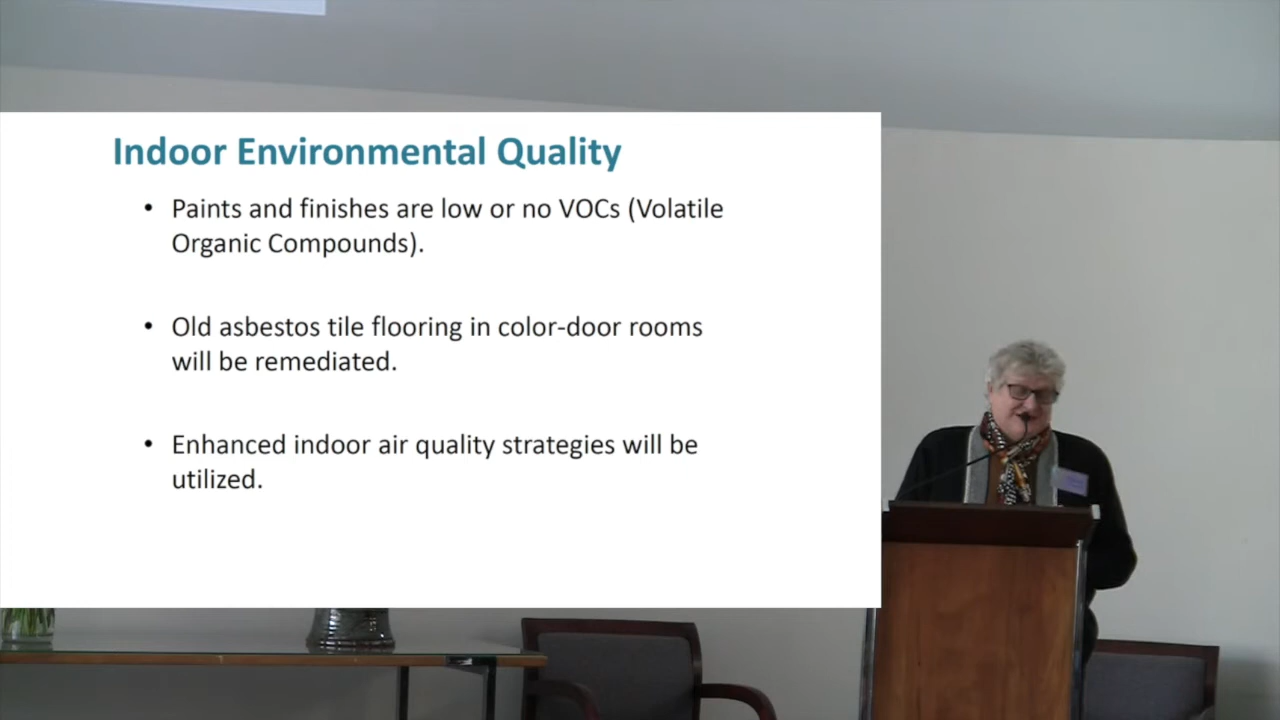 Indoor Environmental Quality
• Paints and finishes are low or no VOCs (Volatile
Organic Compounds).
• Old asbestos tile flooring in color-door rooms
will be remediated.
• Enhanced indoor air quality strategies will be
utilized.